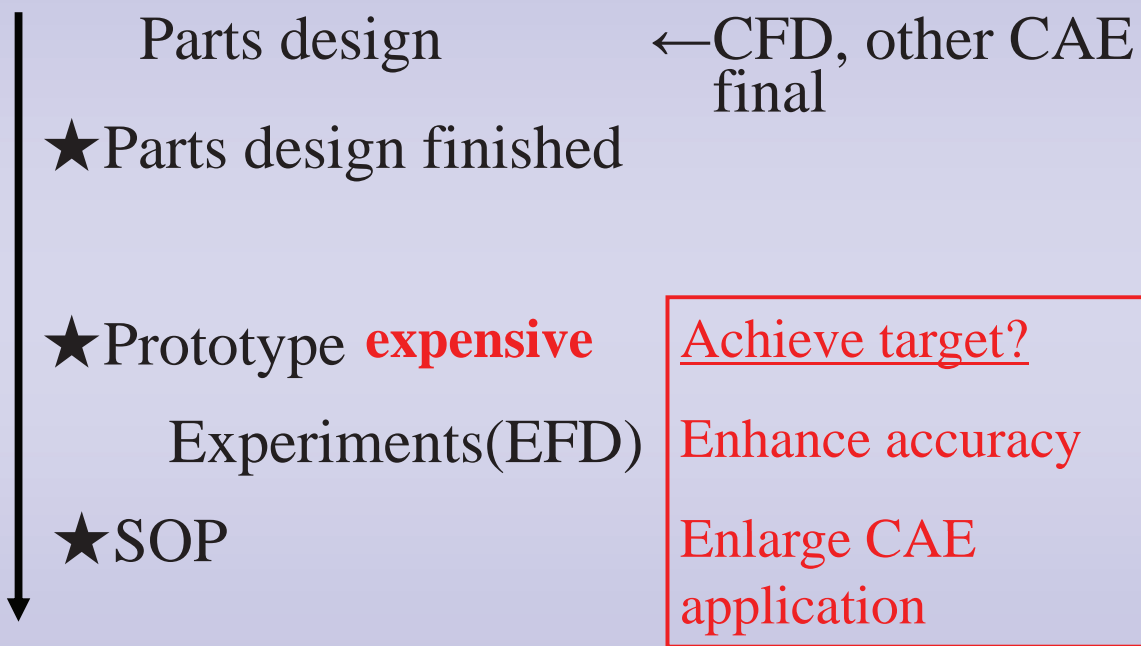 Parts design ←CFD, other CAE
final
★Parts design finished
★Prototype expensive Achieve target?
Experiments(EFD) Enhance accuracy
★SOP Enlarge CAE
application